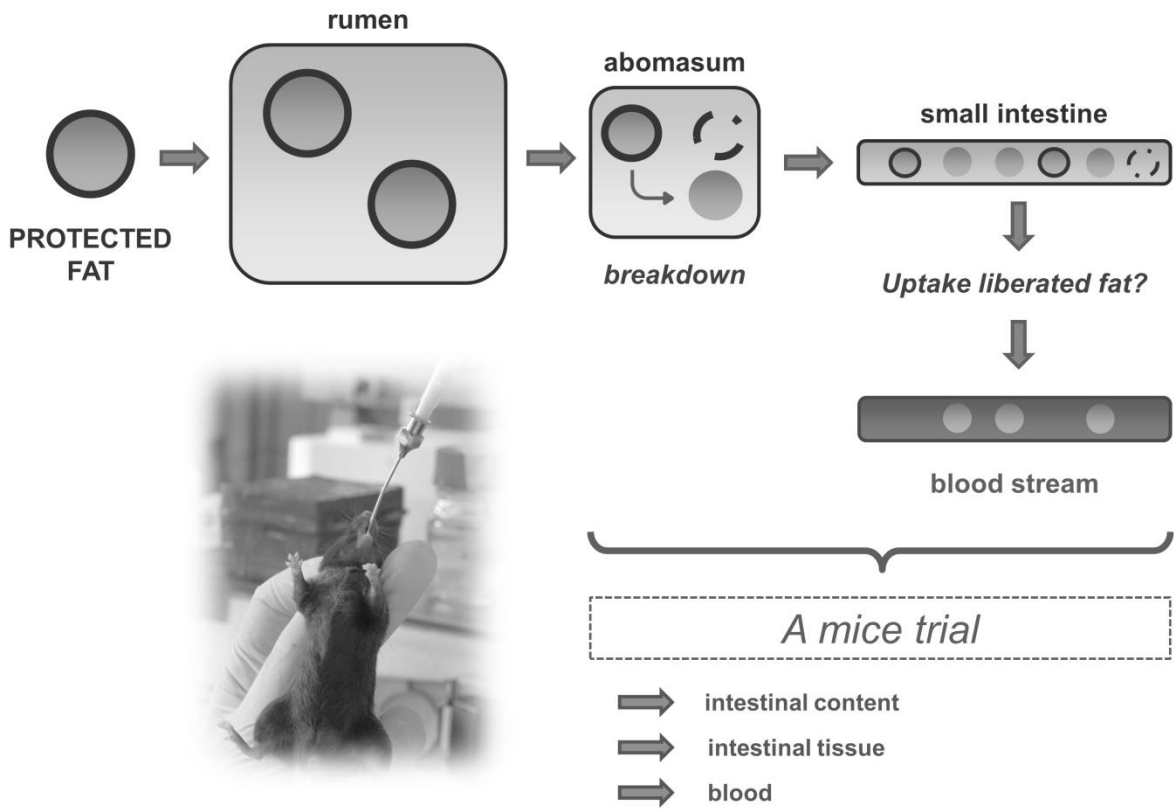 rumen
abomasum
small intestine
PROTECTED
FAT
breakdown
Uptake liberated fat?
blood stream
A mice trial
intestinal content
intestinal tissue
blood